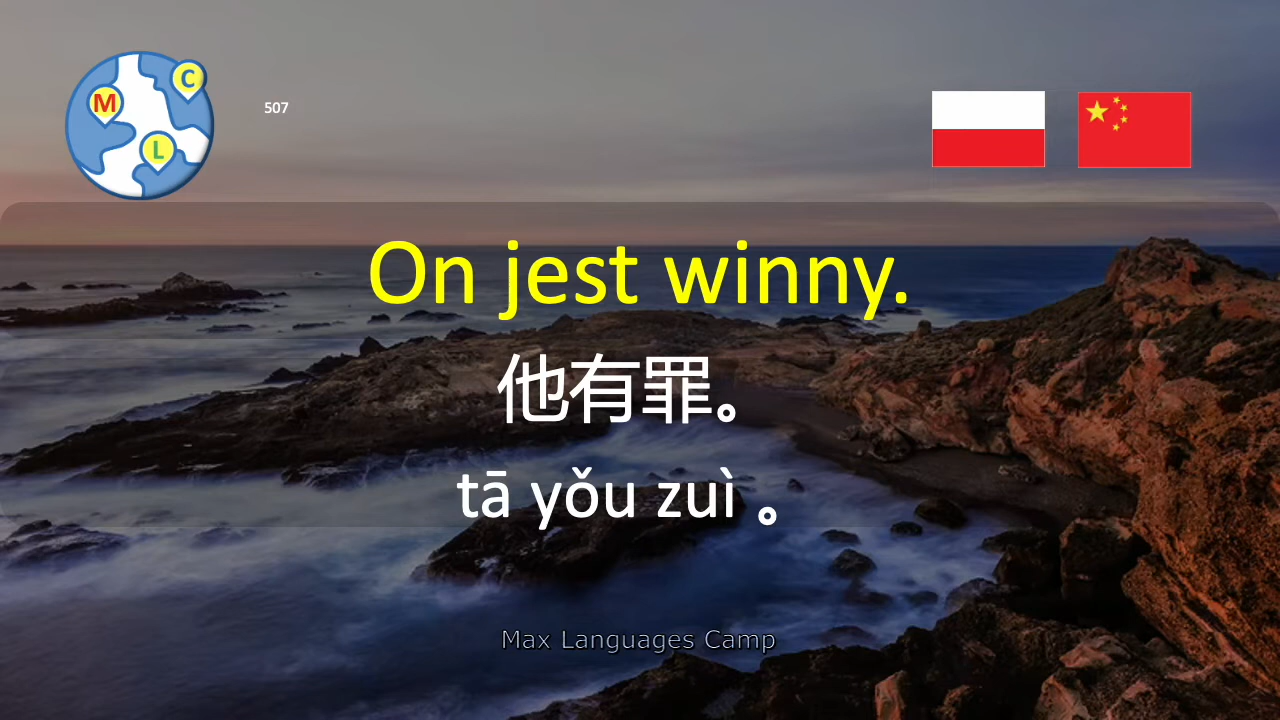 C
M
L
507
On jest winny.
他有罪。
tā yǒu zuì 。
Max Languages Camp